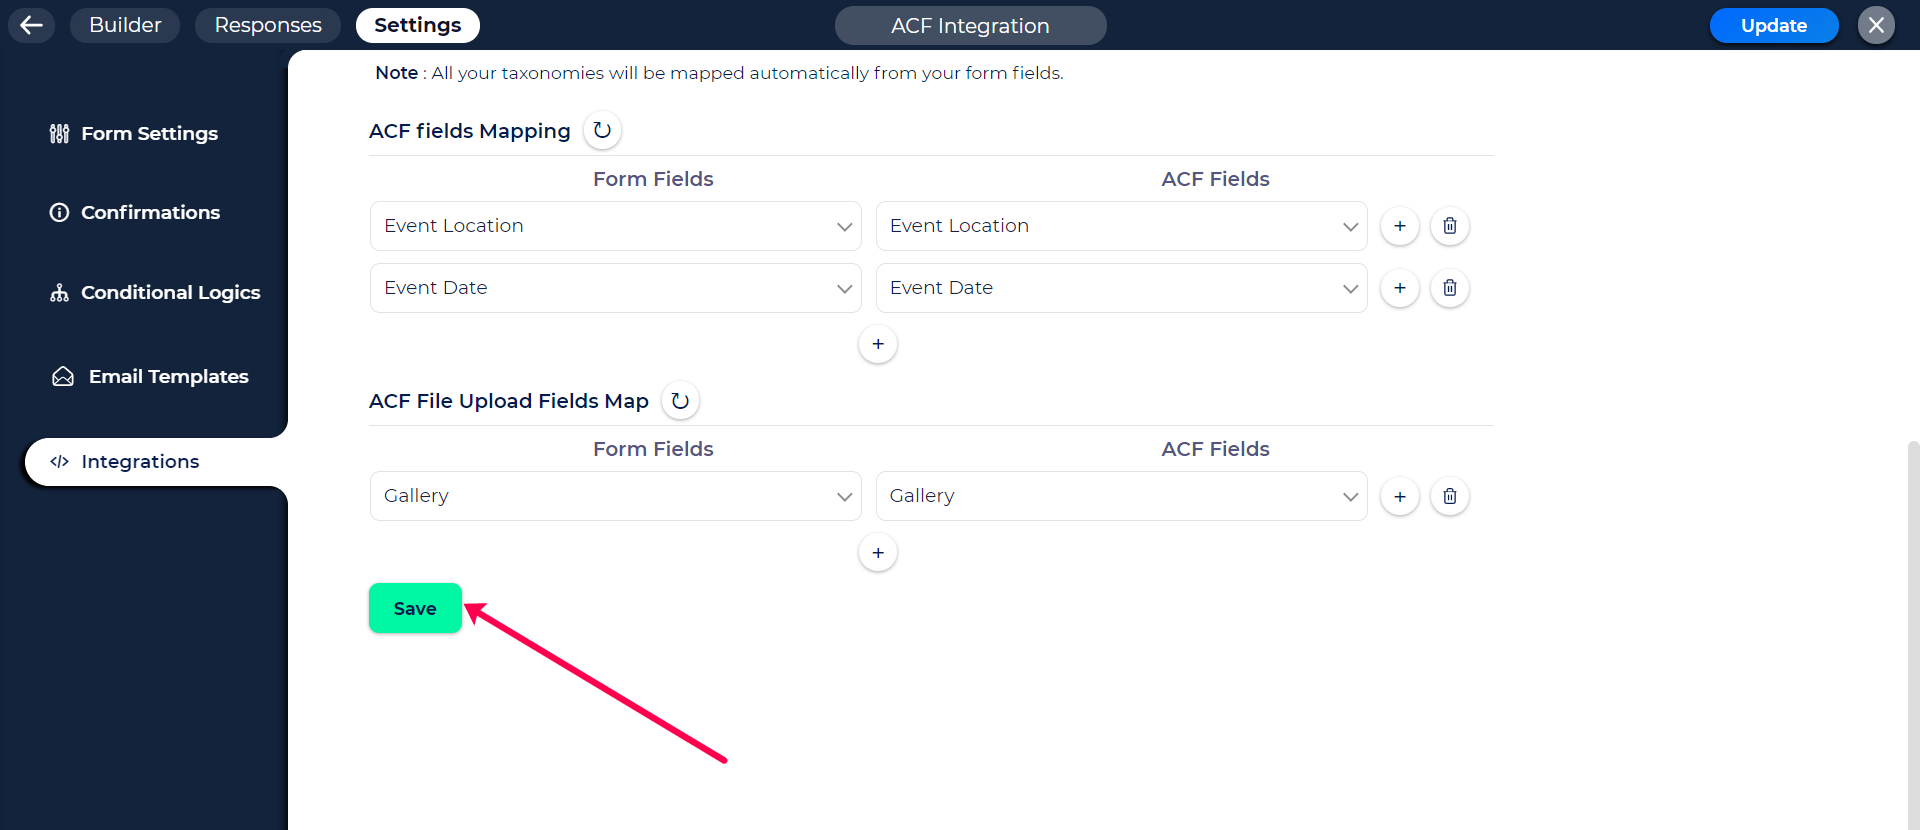 Builder
Responses
Settings
ACF Integration
Update
Form Settings
Confirmations
Conditional Logics
Email Templates
Integrations
Note : All your taxonomies will be mapped automatically from your form fields.
ACF fields Mapping
Form Fields
ACF Fields
Event Location
Event Location
Event Date
Event Date
ACF File Upload Fields Map
Form Fields
ACF Fields
Gallery
Gallery
Save